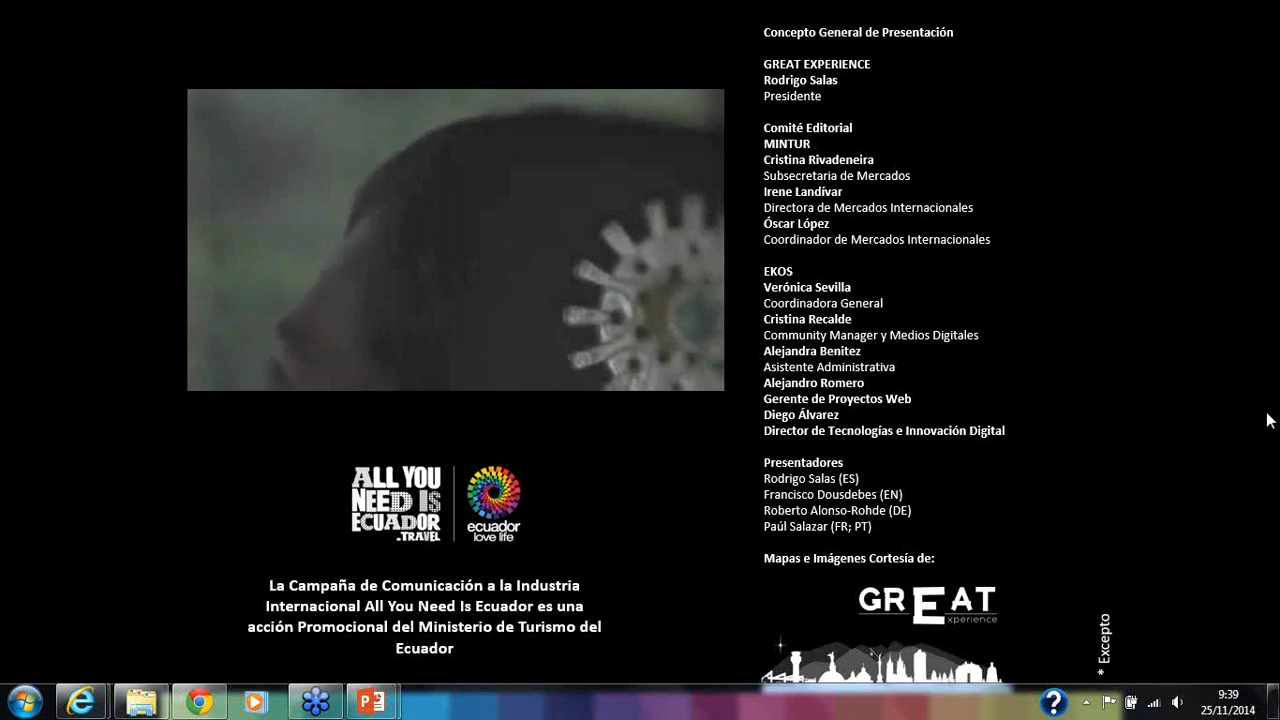 Concepto General de Presentación
GREAT EXPERIENCE
Rodrigo Salas
Presidente
Comité Editorial
MINTUR
Cristina Rivadeneira
Subsecretaria de Mercados
Irene Landívar
Directora de Mercados Internacionales
Óscar López
Coordinador de Mercados Internacionales
EKOS
Verónica Sevilla
Coordinadora General
Cristina Recalde
Community Manager y Medios Digitales
Alejandra Benitez
Asistente Administrativa
Alejandro Romero
Gerente de Proyectos Web
Diego Álvarez
Director de Tecnologías e Innovación Digital
Presentadores
Rodrigo Salas (ES)
Francisco Dousdebes (EN)
Roberto Alonso-Rohde (DE)
Paúl Salazar (FR; PT)
Mapas e Imágenes Cortesía de:
GREAT
xperience
* Excepto
ALL YOU
NEED IS
ECUADOR
.TRAVEL
ecuador
love life
La Campaña de Comunicación a la Industria
Internacional All You Need Is Ecuador es una
acción Promocional del Ministerio de Turismo del
Ecuador
9:39
25/11/2014